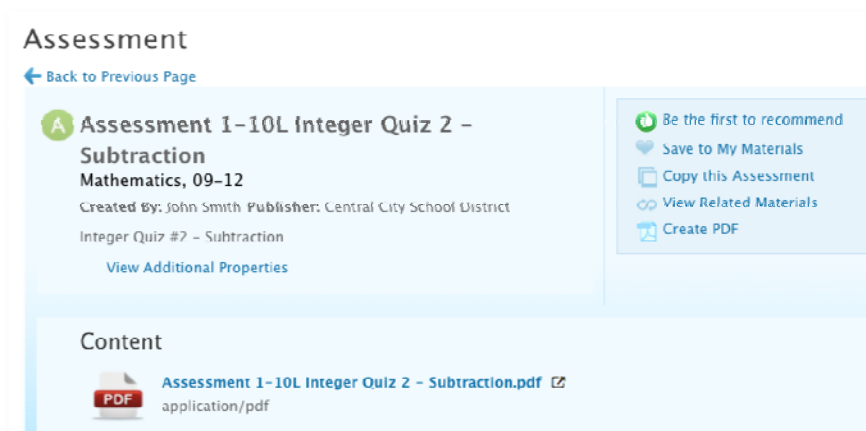 Assessment
Back to Previous Page
A Assessment 1-10L Integer Quiz 2 -
Subtraction
Mathematics, 09-12
Created By: John Smith Publisher: Central City School District
Integer Quiz #2 - Subtraction
View Additional Properties
Be the first to recommend
Save to My Materials
Copy this Assessment
View Related Materials
Create PDF
Content
PDF
Assessment 1-10L Integer Quiz 2 - Subtraction.pdf
application/pdf